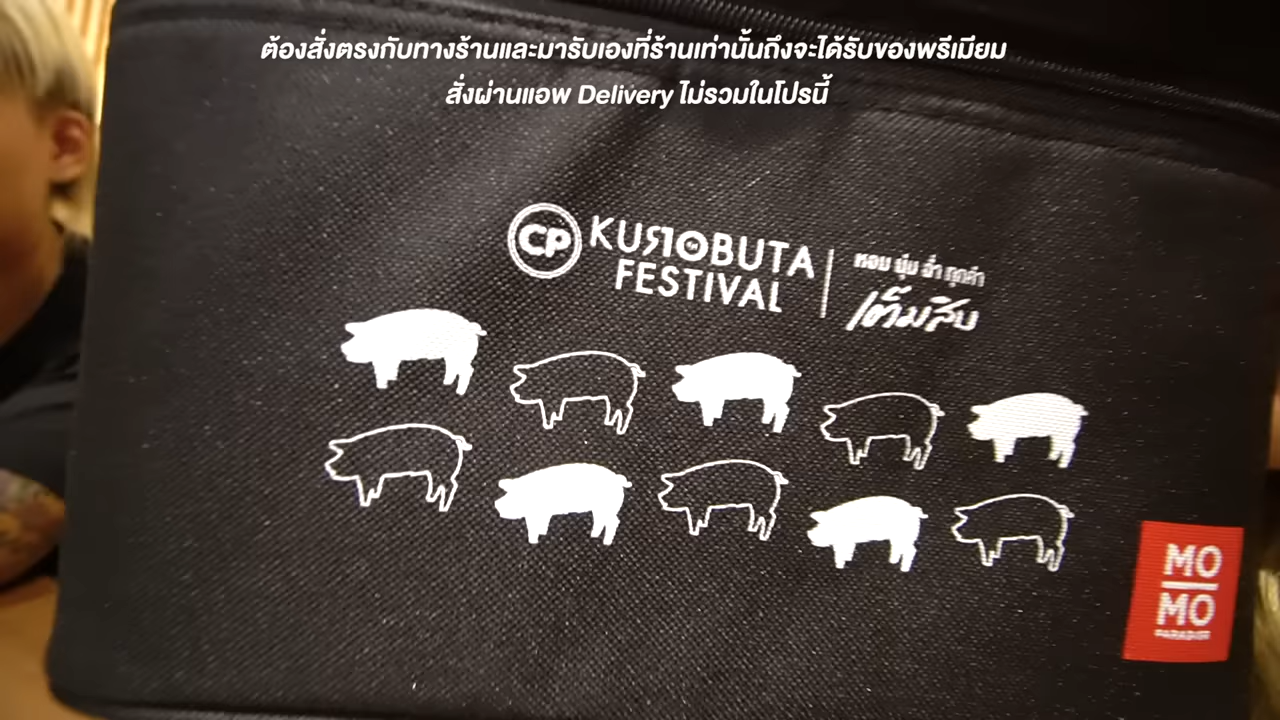 ต้องสั่งตรงกับทางร้านและมารับเองที่ร้านเท่านั้นถึงจะได้รับของพรีเมียม
สั่งผ่านแอพ Delivery ไม่รวมในโปรนี้
CP KUROBUTA
FESTIVAL
หอม นุ่ม ฉ่ำ ทุกคำ
เต็มสิบ
MO
MO
PARADISE